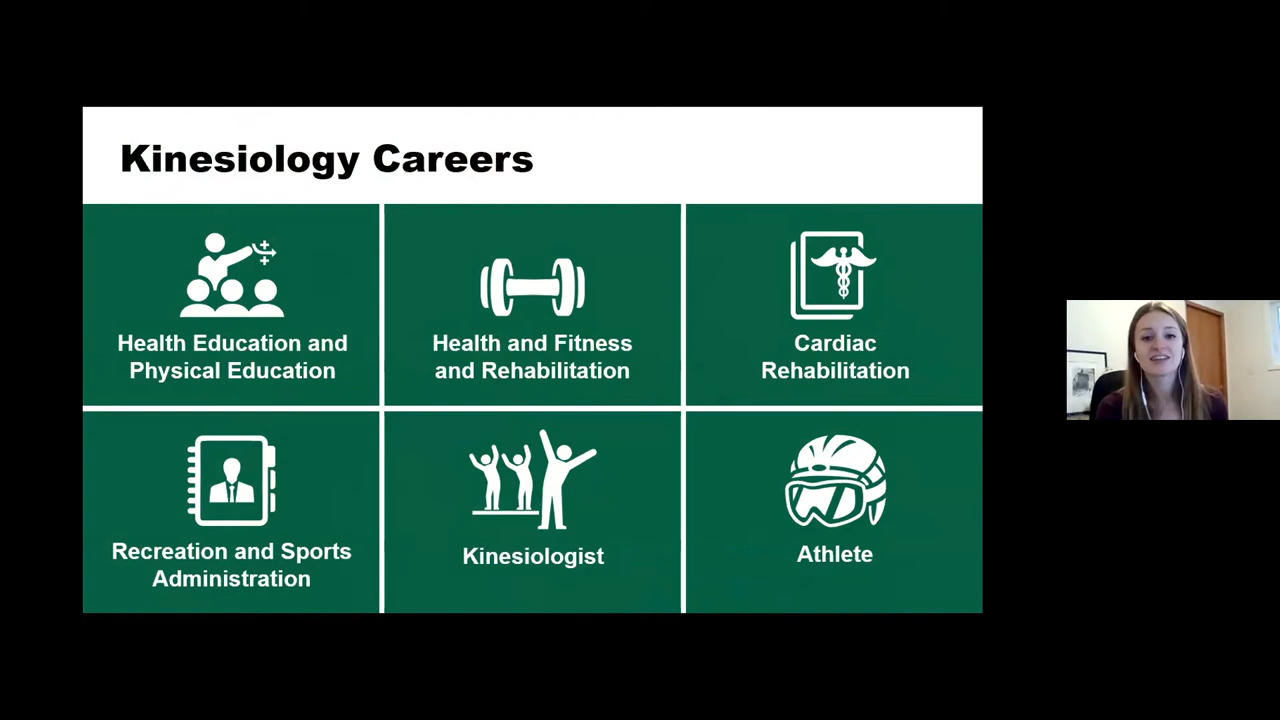 Kinesiology Careers
Health Education and
Physical Education
Health and Fitness
and Rehabilitation
Cardiac
Rehabilitation
Recreation and Sports
Administration
Kinesiologist
Athlete